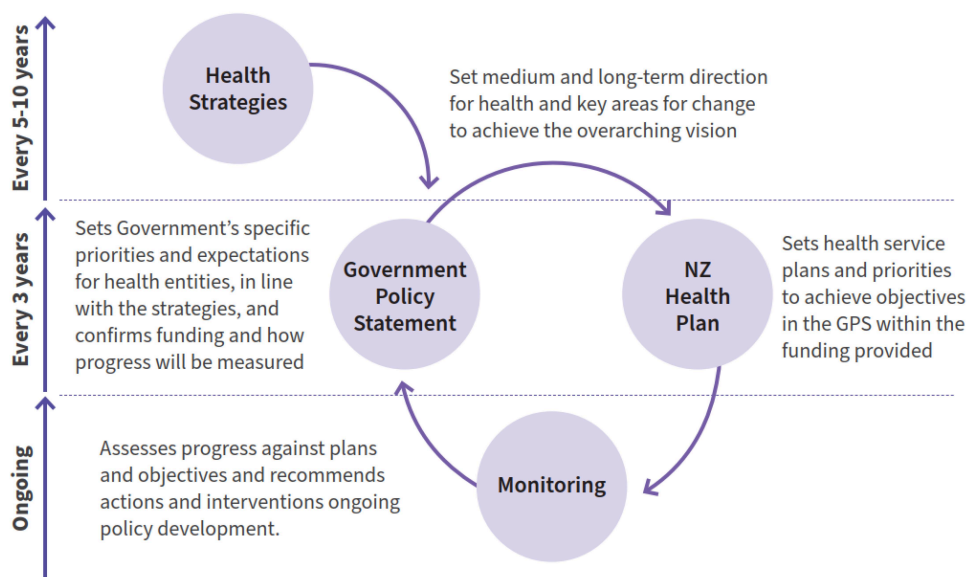 Every 5-10 years
Health
Strategies
Set medium and long-term direction
for health and key areas for change
to achieve the overarching vision
Every 3 years
Sets Government’s specific
priorities and expectations
for health entities, in line
with the strategies, and
confirms funding and how
progress will be measured
Government
Policy
Statement
NZ
Health
Plan
Sets health service
plans and priorities
to achieve objectives
in the GPS within the
funding provided
Ongoing
Assesses progress against plans
and objectives and recommends
actions and interventions ongoing
policy development.
Monitoring